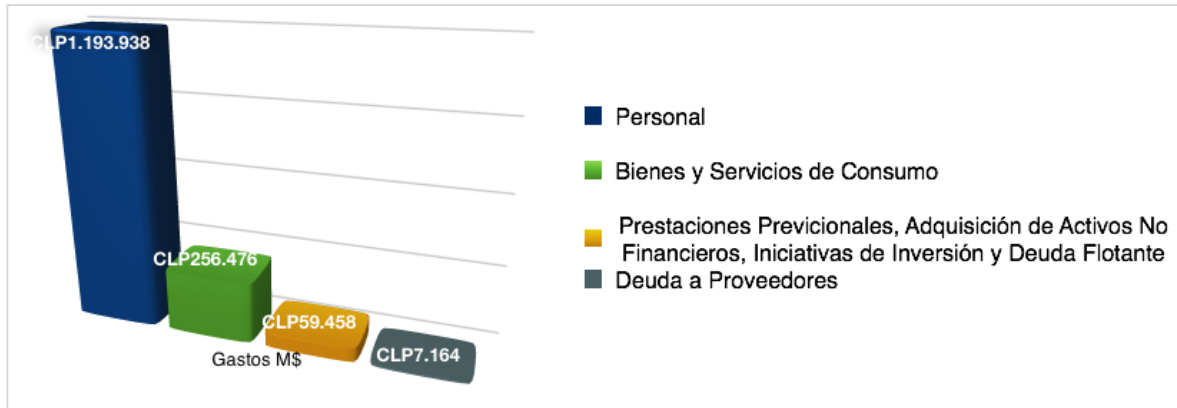 CLP1.193.938
CLP256.476
CLP59.458
CLP7.164
Gastos M$
Personal
Bienes y Servicios de Consumo
Prestaciones Previcionales, Adquisición de Activos No
Financieros, Iniciativas de Inversión y Deuda Flotante
Deuda a Proveedores